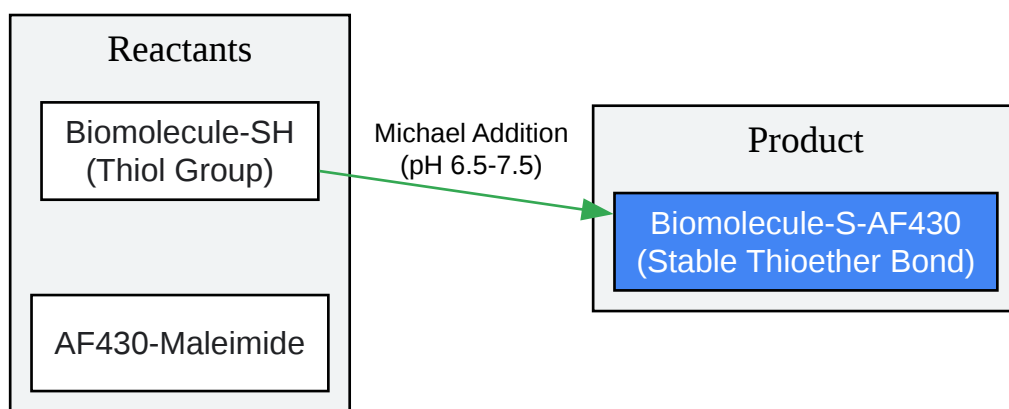 Reactants
Biomolecule-SH
(Thiol Group)
AF430-Maleimide
Michael Addition
(pH 6.5-7.5)
Product
Biomolecule-S-AF430
(Stable Thioether Bond)